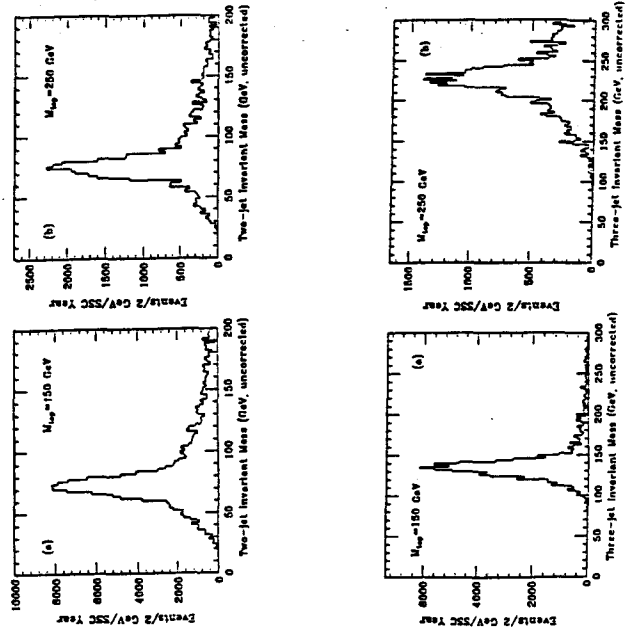 10000
8000
6000
4000
2000
0
Events/2 GeV/SSC Year
(a)
M_top=150 GeV
0
50
100
150
200
Two-jet Invariant Mass (GeV, uncorrected)
2500
2000
1500
1000
500
0
Events/2 GeV/SSC Year
(b)
M_top=250 GeV
0
50
100
150
200
Two-jet Invariant Mass (GeV, uncorrected)
6000
4000
2000
0
Events/2 GeV/SSC Year
M_top=150 GeV
(a)
0
50
100
150
200
250
300
Three-jet Invariant Mass (GeV, uncorrected)
1500
1000
500
0
Events/2 GeV/SSC Year
M_top=250 GeV
(b)
0
50
100
150
200
250
300
Three-jet Invariant Mass (GeV, uncorrected)